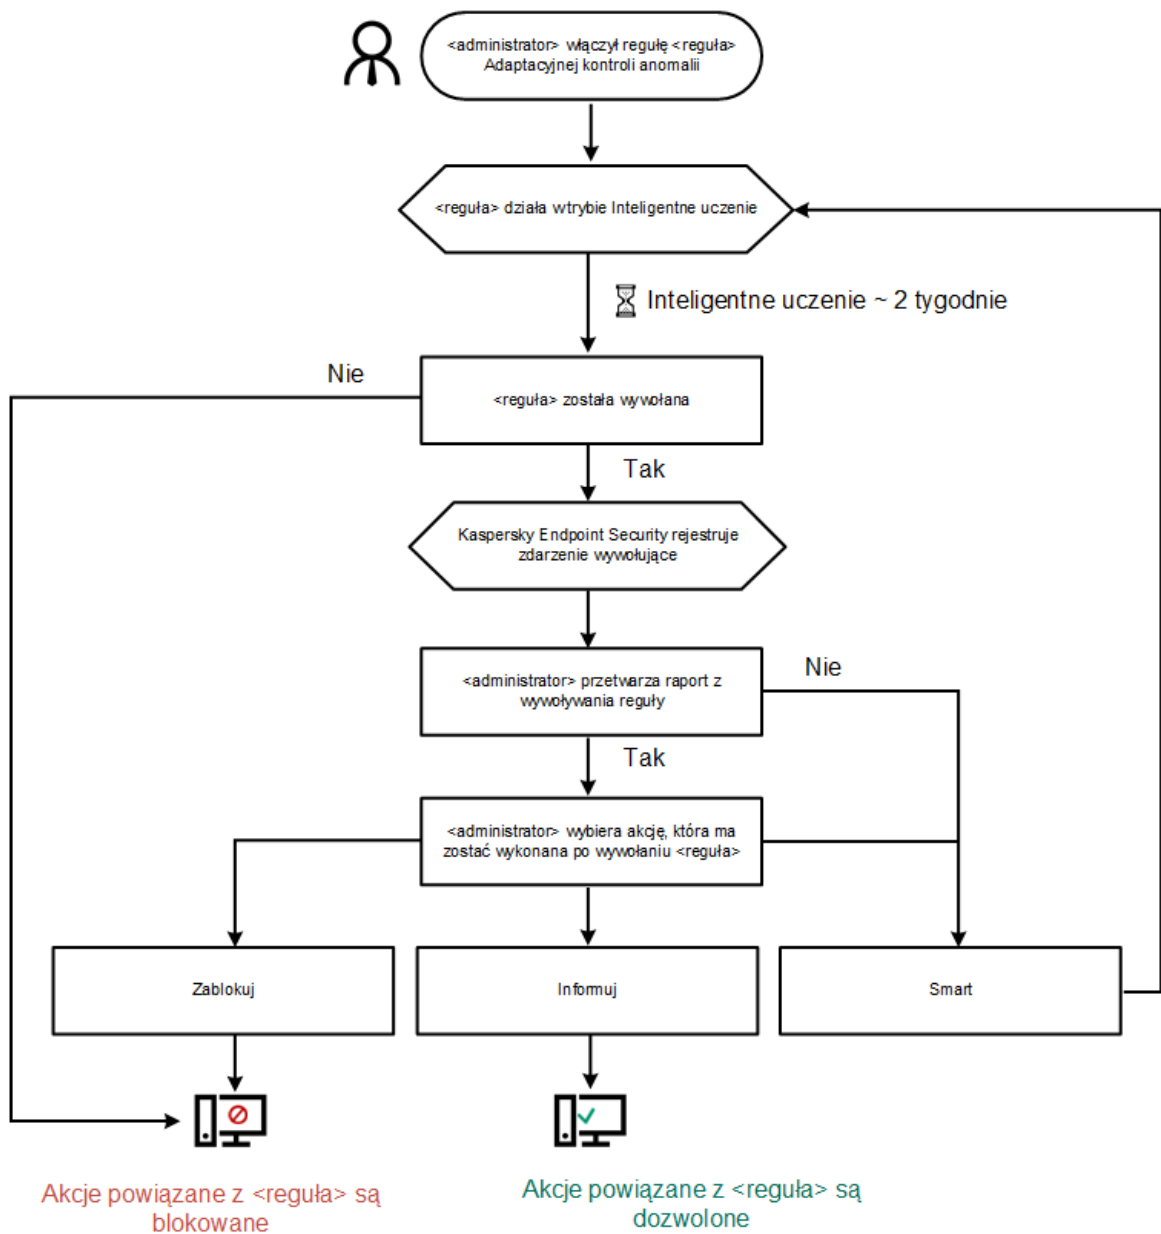 <administrator> włączył regułę <reguła>
Adaptacyjnej kontroli anomalii
<reguła> działa wtrybie Inteligentne uczenie
Inteligentne uczenie ~ 2 tygodnie
Nie
<reguła> została wywołana
Tak
Kaspersky Endpoint Security rejestruje
zdarzenie wywołujące
<administrator> przetwarza raport z
wywoływania reguły
Nie
Tak
<administrator> wybiera akcję, która ma
zostać wykonana po wywołaniu <reguła>
Zablokuj
Informuj
Smart
Akcje powiązane z <reguła> są
blokowane
Akcje powiązane z <reguła> są
dozwolone